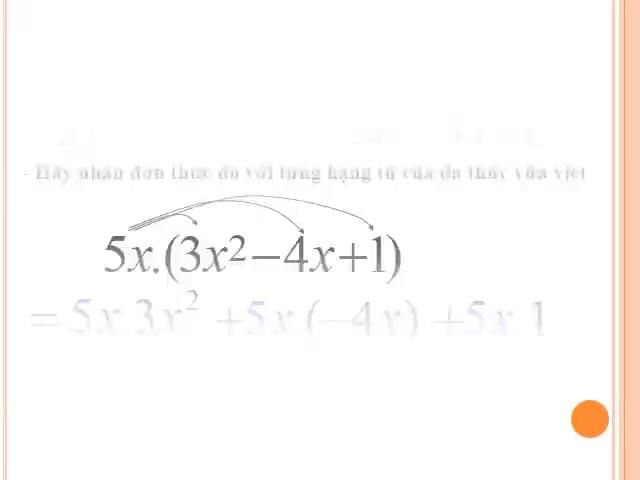 - Hãy nhân đơn thức đó với từng hạng tử của đa thức vừa viết
5x.(3x²−4x+1)
= 5x.3x² +5x.(−4x) +5x.1